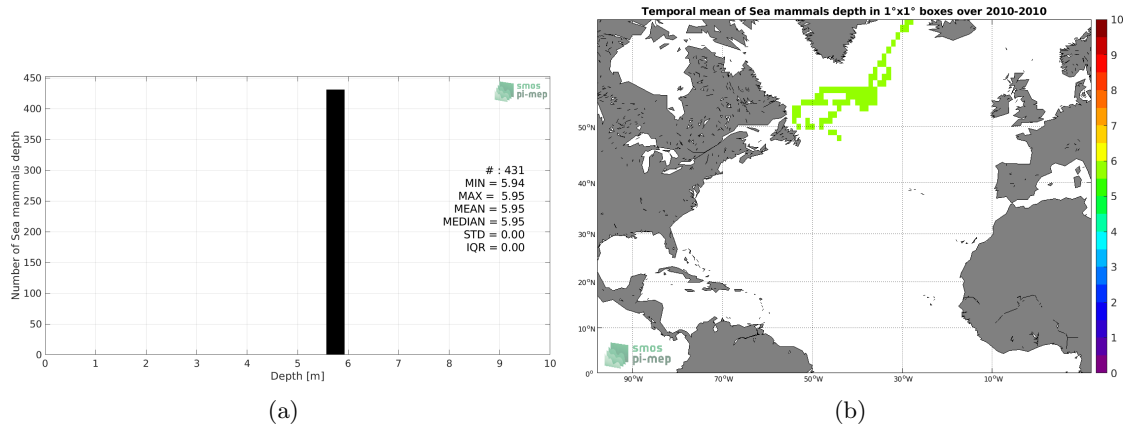 450
400
350
300
250
200
150
100
50
0
Number of Sea mammals depth
smos
pi-mep
# : 431
MIN = 5.94
MAX = 5.95
MEAN = 5.95
MEDIAN = 5.95
STD = 0.00
IQR = 0.00
0 1 2 3 4 5 6 7 8 9 10
Depth [m]
(a)
Temporal mean of Sea mammals depth in 1°x1° boxes over 2010-2010
50°N
40°N
30°N
20°N
10°N
0°
90°W 70°W 50°W 30°W 10°W
smos
pi-mep
10
9
8
7
6
5
4
3
2
1
0
(b)